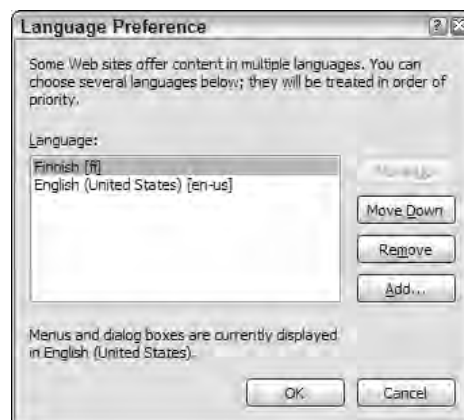 Language Preference
Some Web sites offer content in multiple languages. You can
choose several languages below; they will be treated in order of
priority.
Language:
Finnish [fi]
English (United States) [en-us]
Move Up
Move Down
Remove
Add...
Menus and dialog boxes are currently displayed
in English (United States).
OK
Cancel